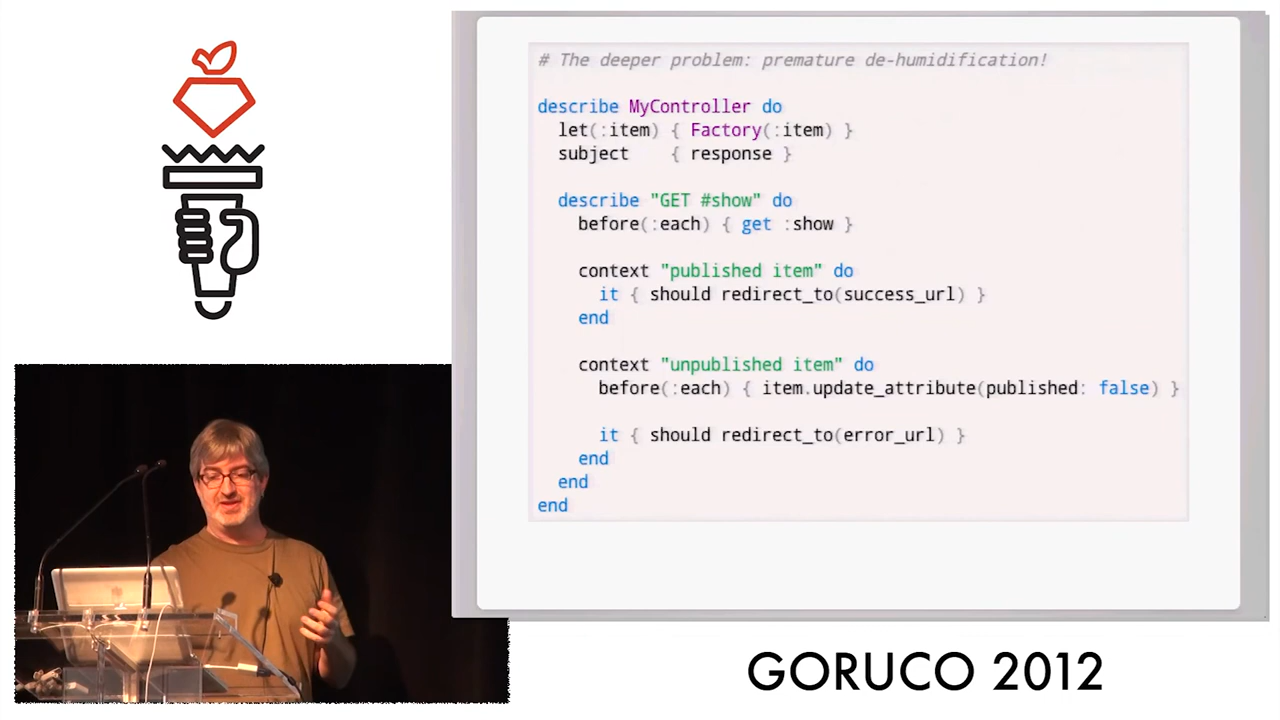 # The deeper problem: premature de-humidification!
describe MyController do
let(:item) { Factory(:item) }
subject { response }
describe "GET #show" do
before(:each) { get :show }
context "published item" do
it { should redirect_to(success_url) }
end
context "unpublished item" do
before(:each) { item.update_attribute(published: false) }
it { should redirect_to(error_url) }
end
end
end
GORUCO 2012